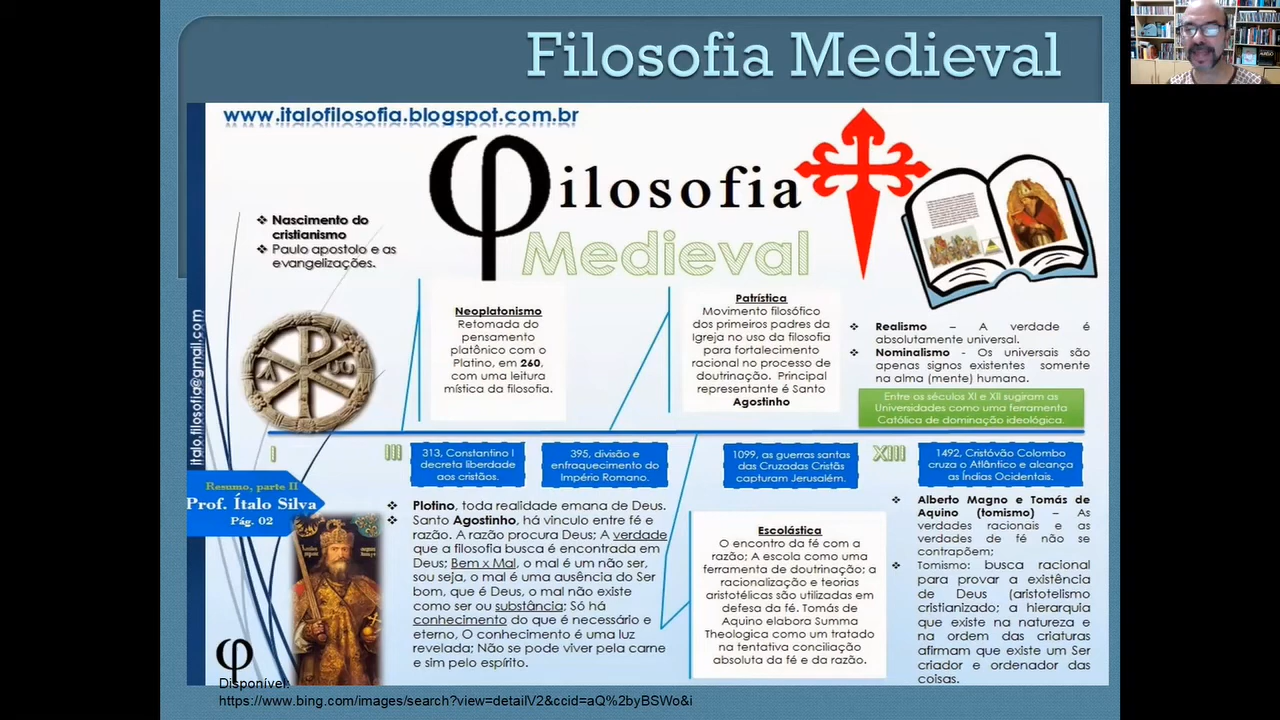 Filosofia Medieval
www.italofilosofia.blogspot.com.br
φilosofia
Medieval
❖ Nascimento do
cristianismo
❖ Paulo apostolo e as
evangelizações.
Neoplatonismo
Retomada do
pensamento
platônico com o
Platino, em 260,
com uma leitura
mística da filosofia.
Patrística
Movimento filosófico
dos primeiros padres da
Igreja no uso da filosofia
para fortalecimento
racional no processo de
doutrinação. Principal
representante é Santo
Agostinho
❖ Realismo – A verdade é
absolutamente universal.
❖ Nominalismo - Os universais são
apenas signos existentes somente
na alma (mente) humana.
Entre os séculos XI e XII sugiram as
Universidades como uma ferramenta
Católica de dominação ideológica.
italo.filosofia@gmail.com
I
III
313, Constantino I
decreta liberdade
aos cristãos.
395, divisão e
enfraquecimento do
Império Romano.
1099, as guerras santas
das Cruzadas Cristãs
capturam Jerusalém.
XIII
1492, Cristóvão Colombo
cruza o Atlântico e alcança
as Índias Ocidentais.
Resumo, parte II
Prof. Ítalo Silva
Pág. 02
❖ Plotino, toda realidade emana de Deus.
❖ Santo Agostinho, há vinculo entre fé e
razão. A razão procura Deus; A verdade
que a filosofia busca é encontrada em
Deus; Bem x Mal, o mal é um não ser,
sou seja, o mal é uma ausência do Ser
bom, que é Deus, o mal não existe
como ser ou substância; Só há
conhecimento do que é necessário e
eterno, O conhecimento é uma luz
revelada; Não se pode viver pela carne
e sim pelo espírito.
Escolástica
O encontro da fé com a
razão; A escola como uma
ferramenta de doutrinação; a
racionalização e teorias
aristotélicas são utilizadas em
defesa da fé. Tomás de
Aquino elabora Summa
Theologica como um tratado
na tentativa conciliação
absoluta da fé e da razão.
❖ Alberto Magno e Tomás de
Aquino (tomismo) – As
verdades racionais e as
verdades de fé não se
contrapõem;
❖ Tomismo: busca racional
para provar a existência
de Deus (aristotelismo
cristianizado; a hierarquia
que existe na natureza e
na ordem das criaturas
afirmam que existe um Ser
criador e ordenador das
coisas.
φ
Disponível:
https://www.bing.com/images/search?view=detailV2&ccid=aQ%2byBSWo&i